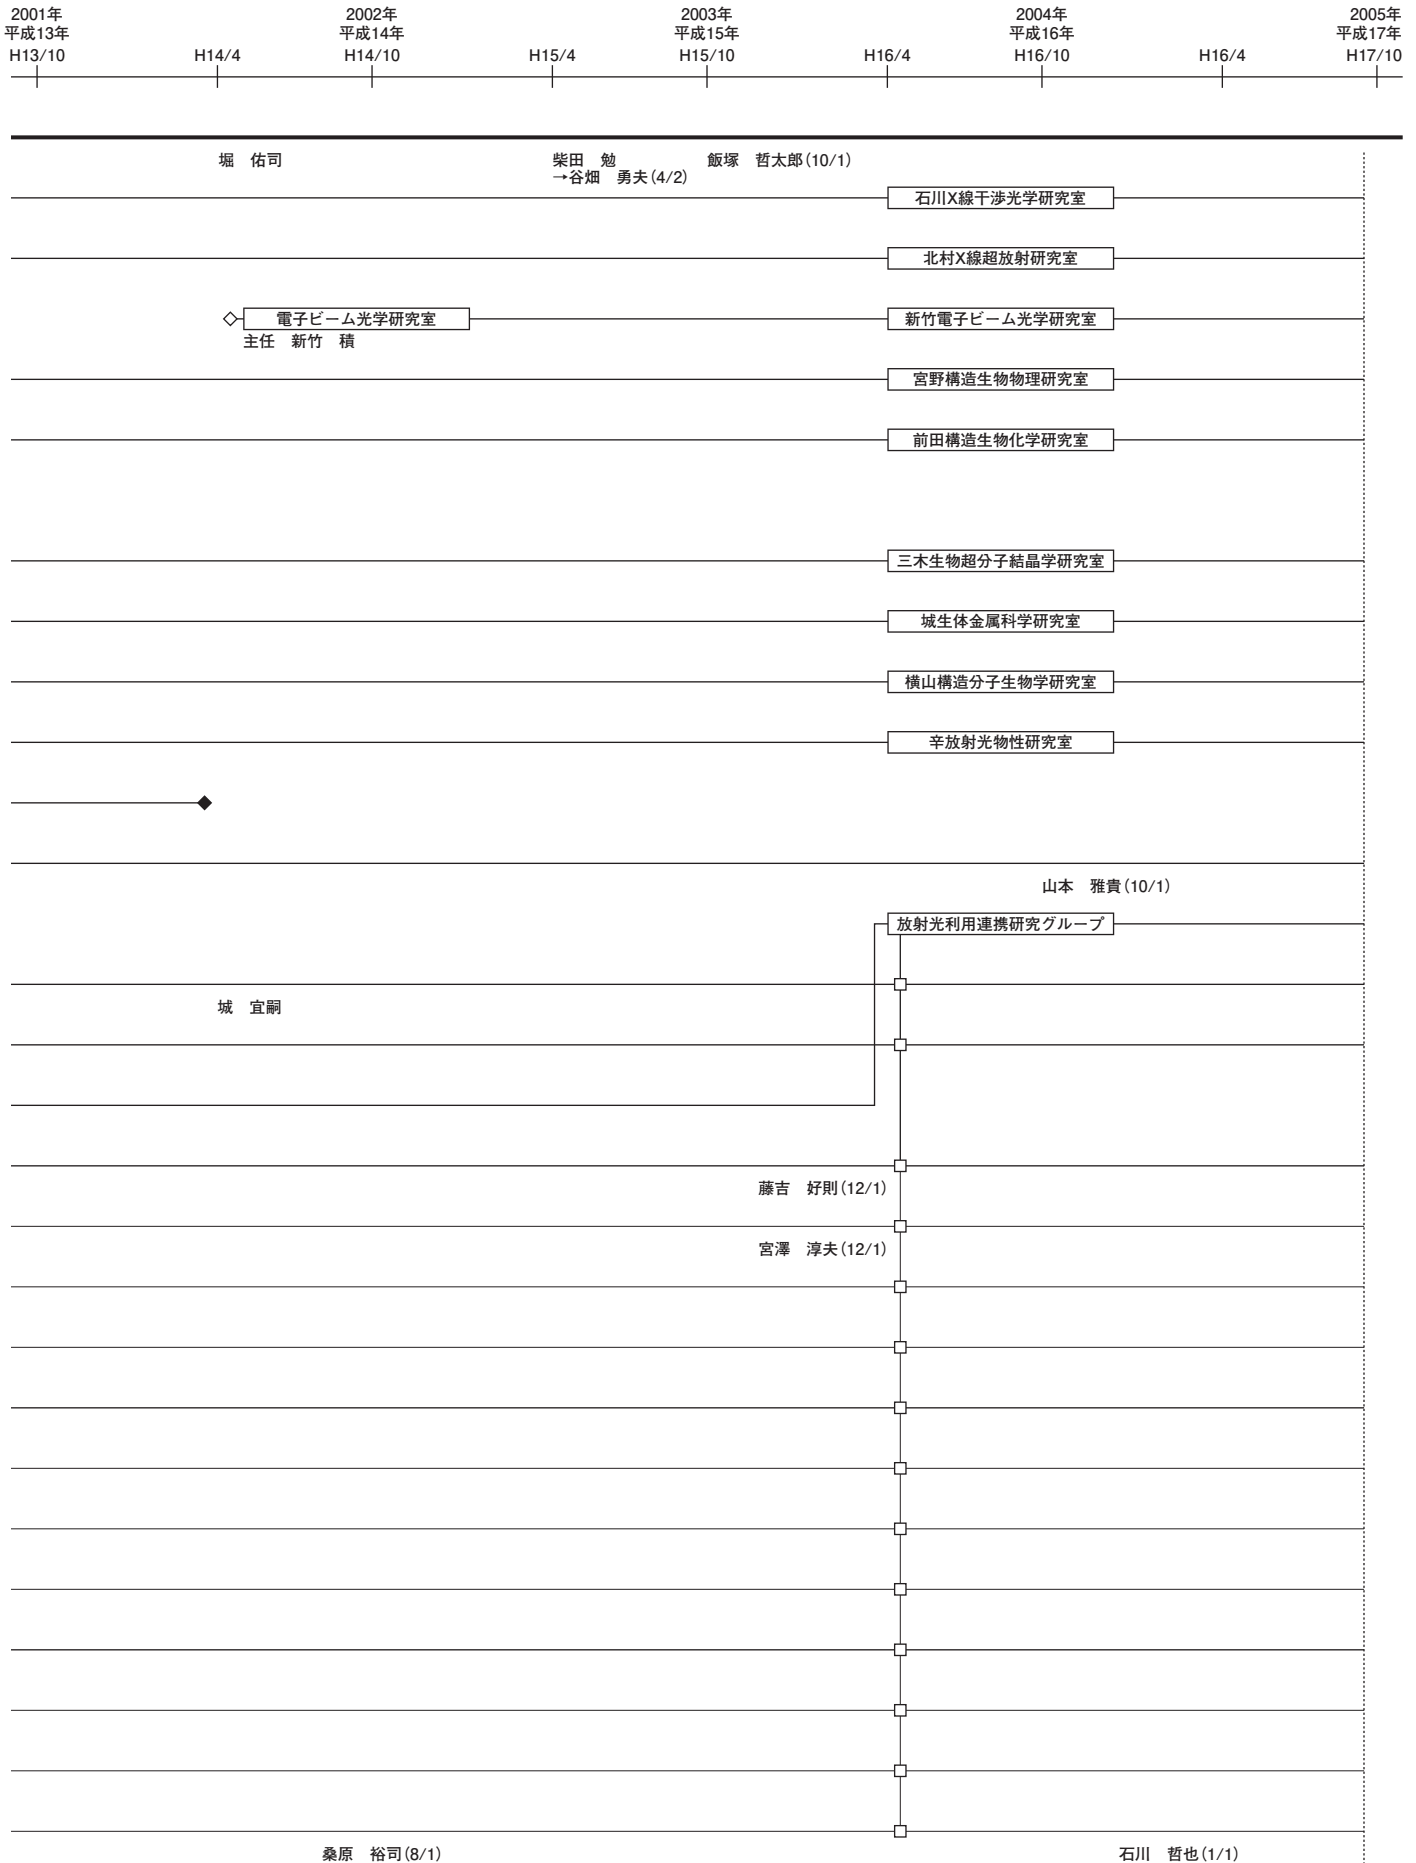 2001年 2002年 2003年 2004年 2005年
平成13年 平成14年 平成15年 平成16年 平成17年
H13/10 H14/4 H14/10 H15/4 H15/10 H16/4 H16/10 H16/4 H17/10
堀 佑司 柴田 勉 飯塚 哲太郎(10/1)
→谷畑 勇夫(4/2)
石川X線干渉光学研究室
北村X線超放射研究室
電子ビーム光学研究室 新竹電子ビーム光学研究室
主任 新竹 積
宮野構造生物物理研究室
前田構造生物化学研究室
三木生物超分子結晶学研究室
城生体金属科学研究室
横山構造分子生物学研究室
辛放射光物性研究室
山本 雅貴(10/1)
放射光利用連携研究グループ
城 宜嗣
藤吉 好則(12/1)
宮澤 淳夫(12/1)
桑原 裕司(8/1) 石川 哲也(1/1)